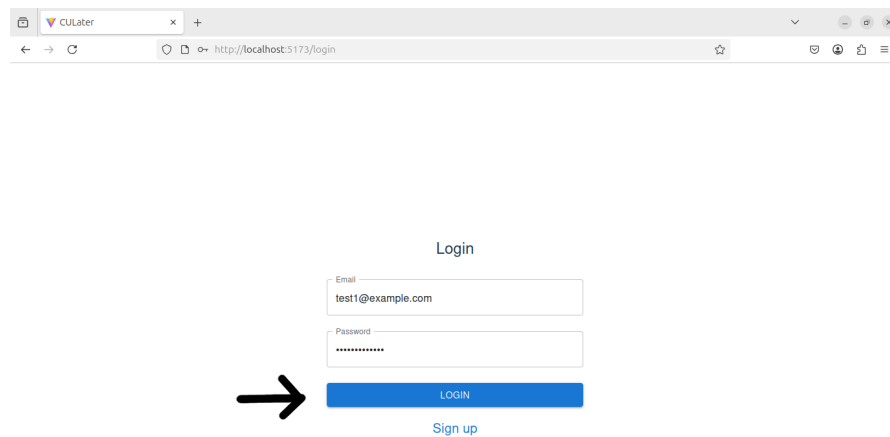 CULater
http://localhost:5173/login
Login
Email
test1@example.com
Password
•••••••••••••
LOGIN
Sign up